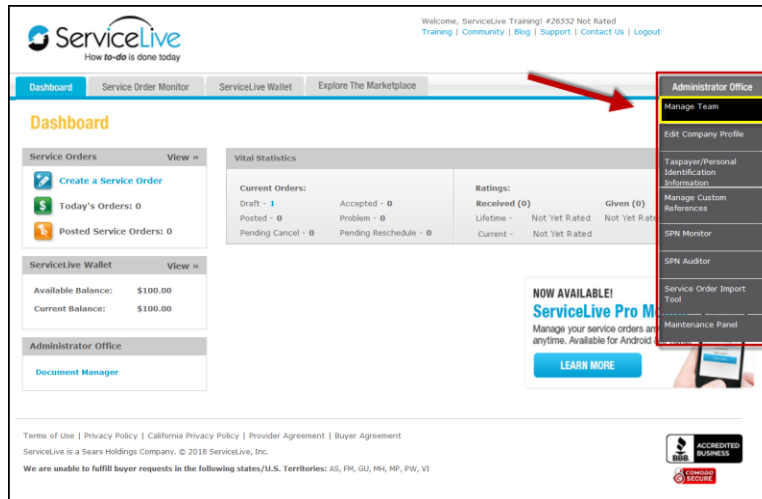 ServiceLive
How to-do is done today
Welcome, ServiceLive Training! #26552 Not Rated
Training | Community | Blog | Support | Contact Us | Logout
Dashboard
Service Order Monitor
ServiceLive Wallet
Explore The Marketplace
Administrator Office
Manage Team
Edit Company Profile
Taxpayer/Personal
Identification
Information
Manage Custom
References
SPN Monitor
SPN Auditor
Service Order Import
Tool
Maintenance Panel
Dashboard
Service Orders View »
Create a Service Order
Today's Orders: 0
Posted Service Orders: 0
Vital Statistics
Current Orders:
Draft - 1 Accepted - 0
Posted - 0 Problem - 0
Pending Cancel - 0 Pending Reschedule - 0
Ratings:
Received (0) Given (0)
Lifetime - Not Yet Rated Not Yet Rate
Current - Not Yet Rated
ServiceLive Wallet View »
Available Balance: $100.00
Current Balance: $100.00
Administrator Office
Document Manager
NOW AVAILABLE!
ServiceLive Pro M
Manage your service orders
anytime. Available for Android
LEARN MORE
Terms of Use | Privacy Policy | California Privacy Policy | Provider Agreement | Buyer Agreement
ServiceLive is a Sears Holdings Company. © 2018 ServiceLive, Inc.
We are unable to fulfill buyer requests in the following states/U.S. Territories: AS, FM, GU, MH, MP, PW, VI
BBB
ACCREDITED
BUSINESS
COMODO
SECURE